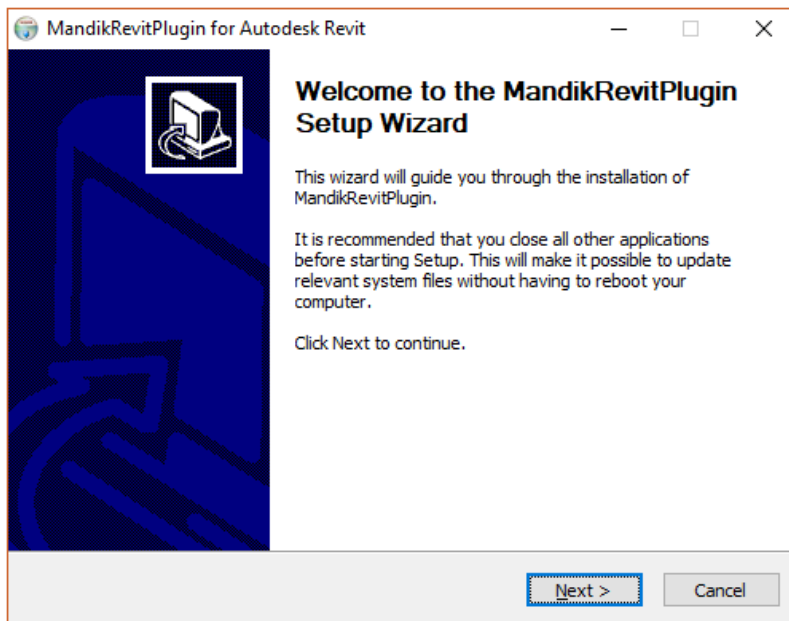 MandikRevitPlugin for Autodesk Revit
Welcome to the MandikRevitPlugin
Setup Wizard
This wizard will guide you through the installation of
MandikRevitPlugin.
It is recommended that you close all other applications
before starting Setup. This will make it possible to update
relevant system files without having to reboot your
computer.
Click Next to continue.
Next >
Cancel